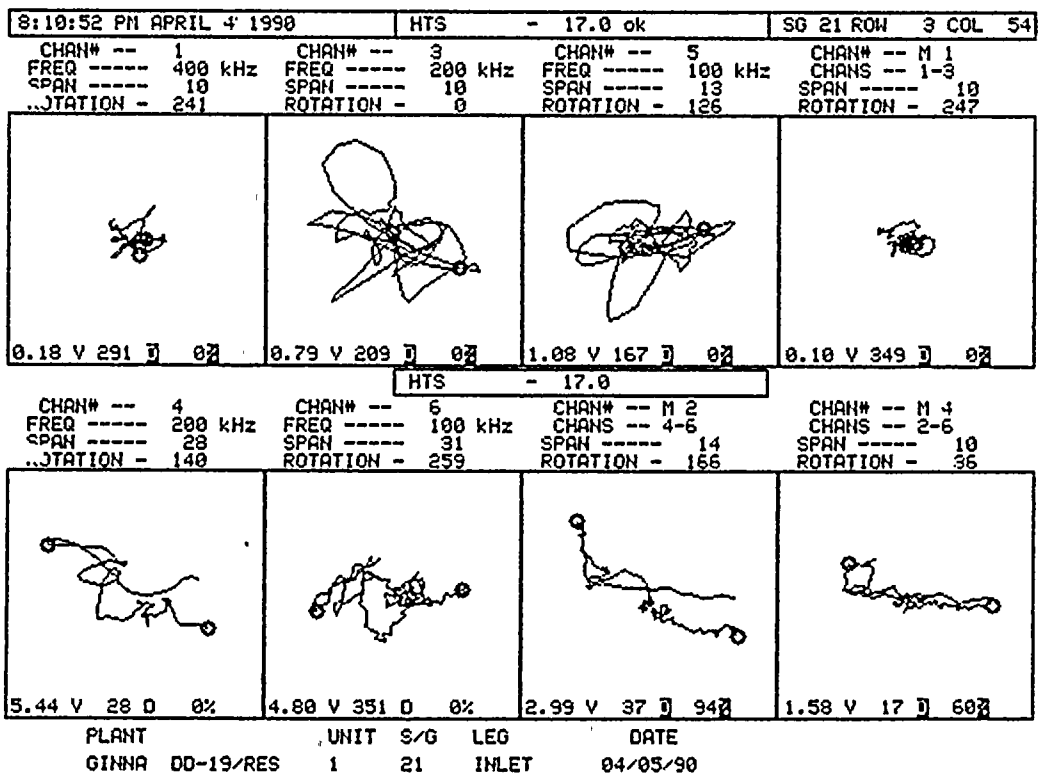 8:10:52 PM APRIL 4 1990 HTS - 17.0 ok SG 21 ROW 3 COL 54
CHAN# -- 1 CHAN# -- 3 CHAN# -- 5 CHAN# -- M 1
FREQ ----- 400 kHz FREQ ----- 200 kHz FREQ ----- 100 kHz CHANS -- 1-3
SPAN ----- 10 SPAN ----- 10 SPAN ----- 13 SPAN ----- 10
..OTATION - 241 ROTATION - 0 ROTATION - 126 ROTATION - 247
0.18 V 291 D 0% 0.79 V 209 D 0% 1.08 V 167 D 0% 0.10 V 349 D 0%
HTS - 17.0
CHAN# -- 4 CHAN# -- 6 CHAN# -- M 2 CHAN# -- M 4
FREQ ----- 200 kHz FREQ ----- 100 kHz CHANS -- 4-6 CHANS -- 2-6
SPAN ----- 28 SPAN ----- 31 SPAN ----- 14 SPAN ----- 10
..OTATION - 140 ROTATION - 259 ROTATION - 166 ROTATION - 36
5.44 V 28 D 0% 4.80 V 351 D 0% 2.99 V 37 D 94% 1.58 V 17 D 60%
PLANT UNIT S/G LEG DATE
GINNA DD-19/RES 1 21 INLET 04/05/90